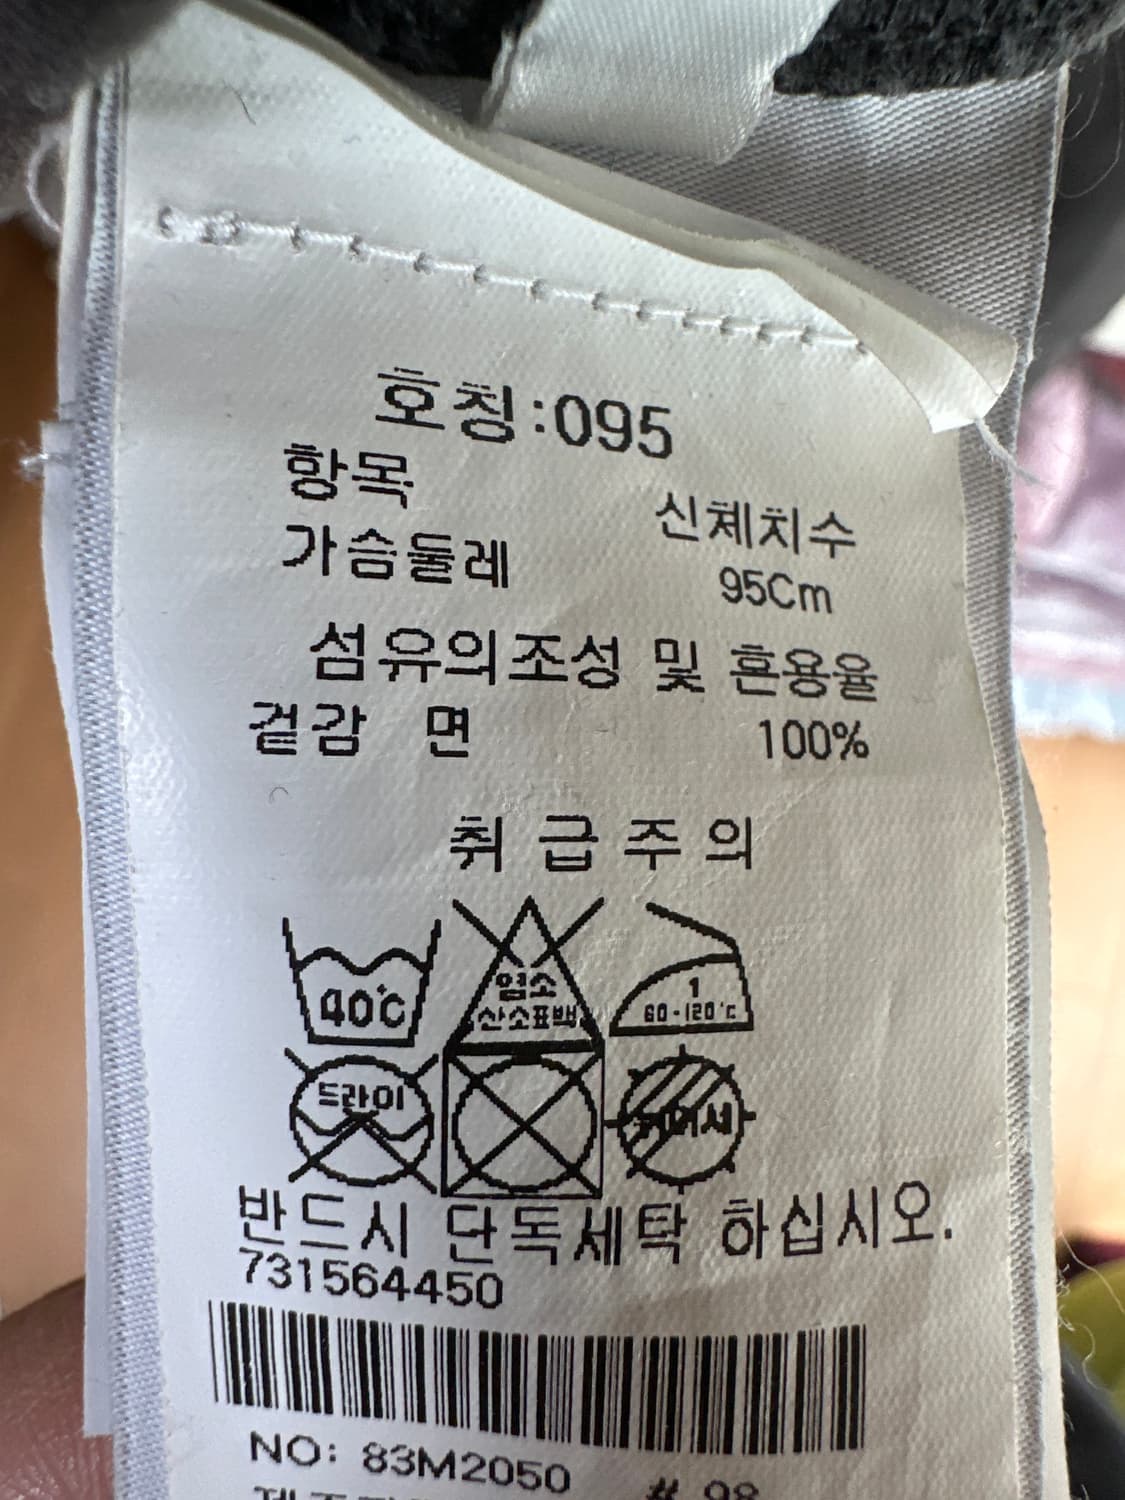 호칭:095
항목 신체치수
가슴둘레 95Cm
섬유의조성 및 흔용율
겉감 면 100%
취급주의
40℃
염소
산소표백
1
60-120℃
드라이
반드시 단독세탁 하십시오.
731564450
NO: 83M2050 # 98